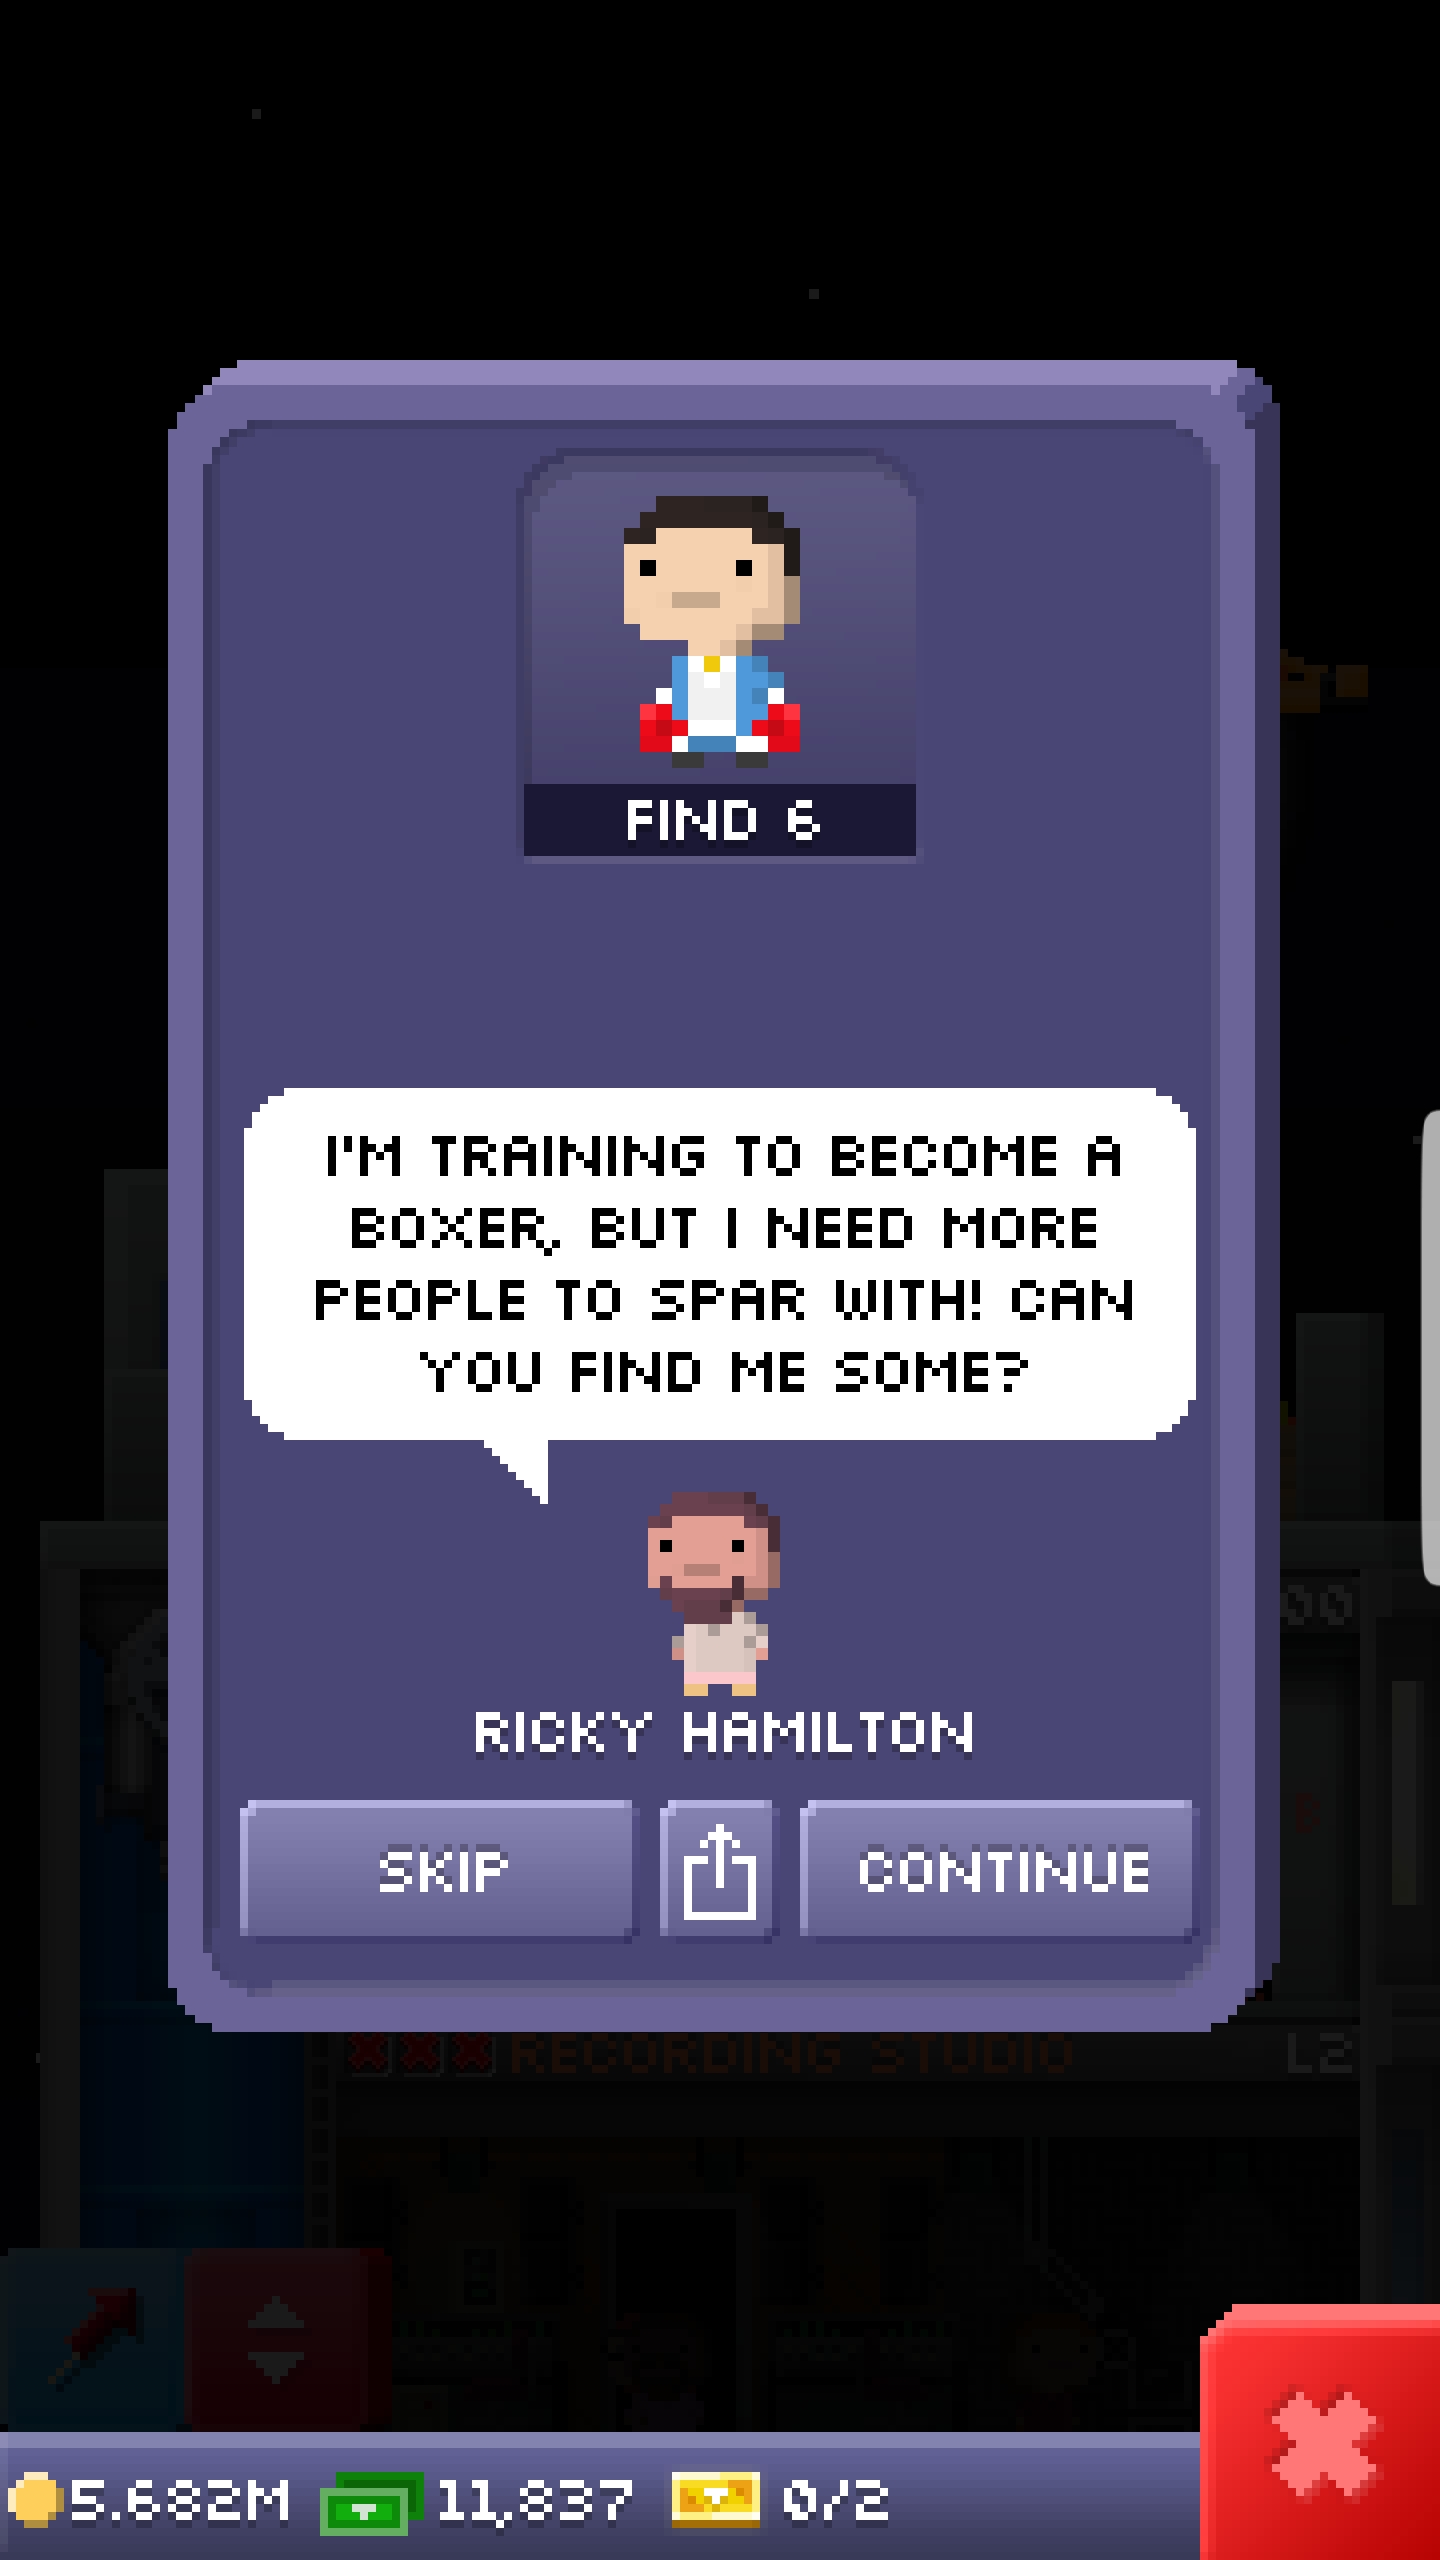 FIND 6
I'M TRAINING TO BECOME A
BOXER, BUT I NEED MORE
PEOPLE TO SPAR WITH! CAN
YOU FIND ME SOME?
RICKY HAMILTON
SKIP
CONTINUE
RECORDING STUDIO
L2
5.682M
11,837
0/2